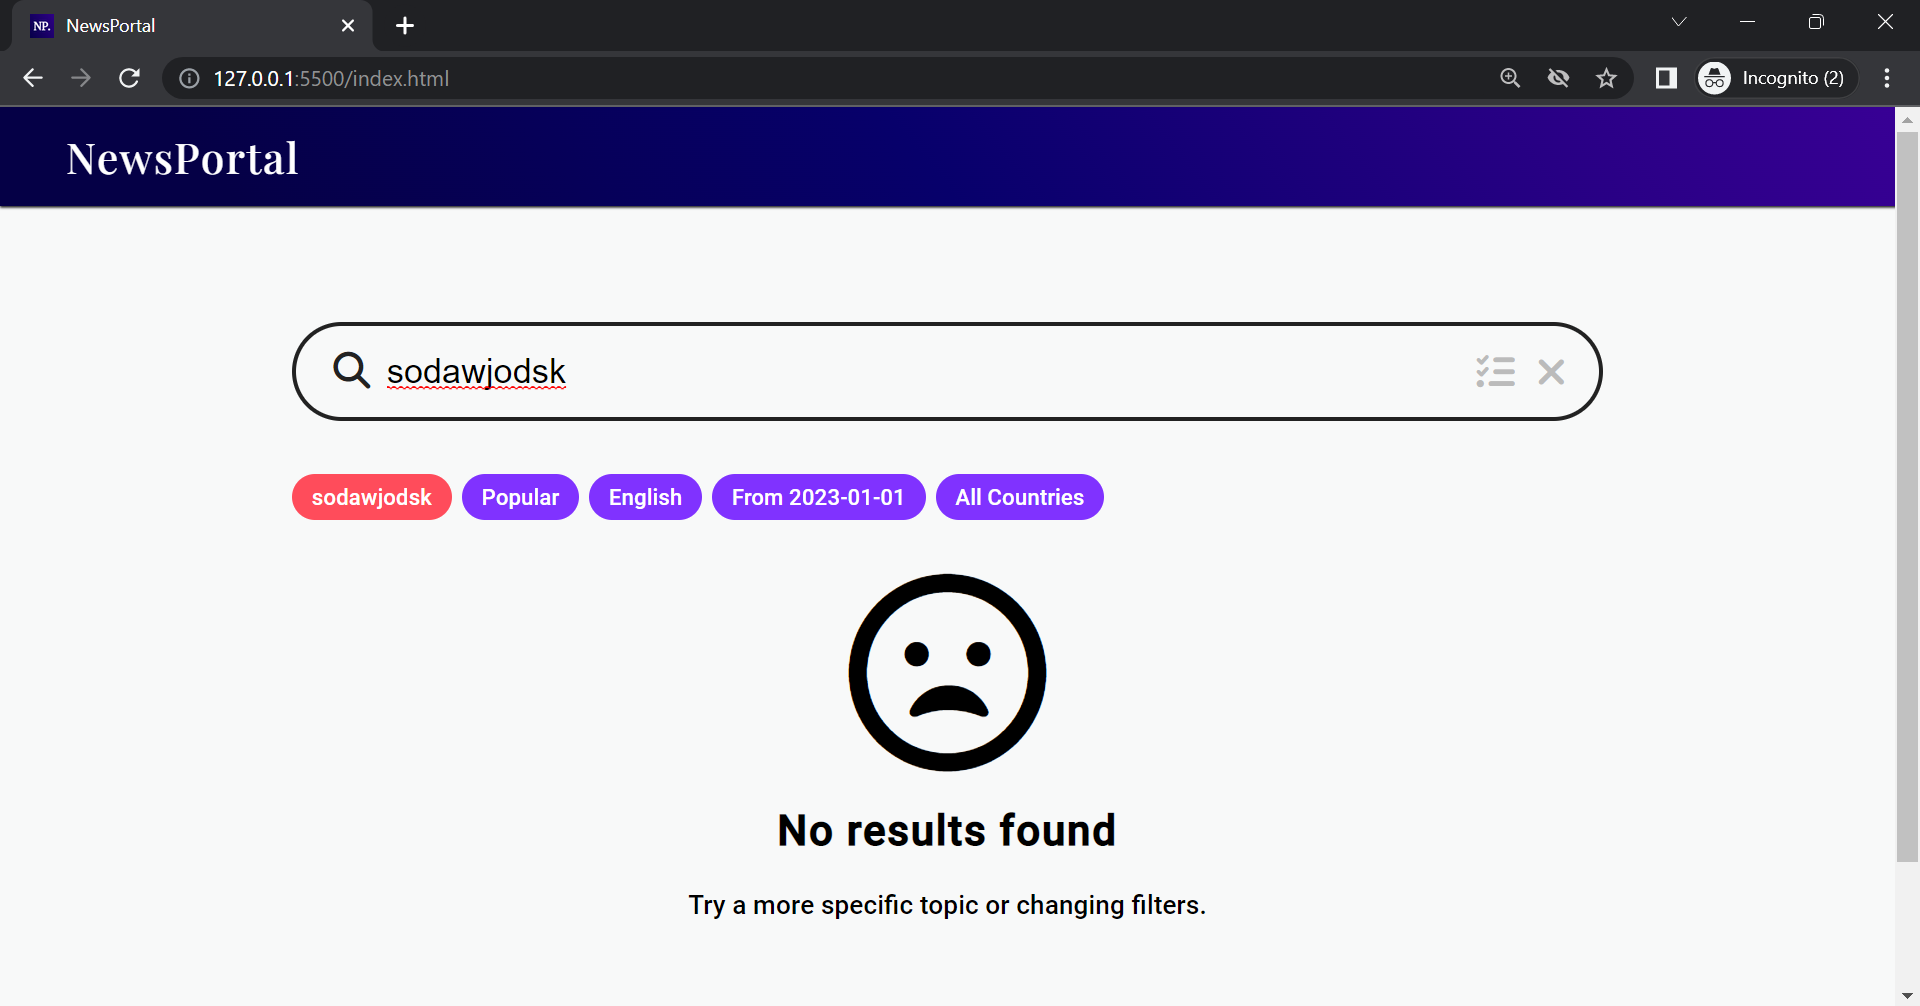 NP. NewsPortal
127.0.0.1:5500/index.html
Incognito (2)
NewsPortal
sodawjodsk
sodawjodsk Popular English From 2023-01-01 All Countries
No results found
Try a more specific topic or changing filters.